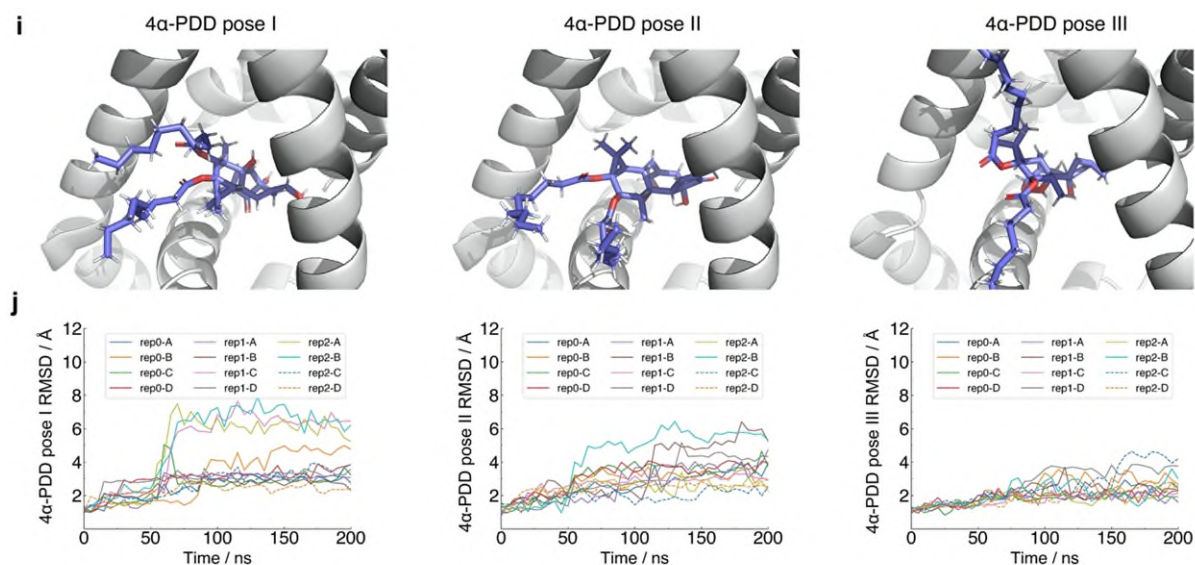 i
4α-PDD pose I
4α-PDD pose II
4α-PDD pose III
j
4α-PDD pose I RMSD / Å
12
10
8
6
4
2
rep0-A rep1-A rep2-A
rep0-B rep1-B rep2-B
rep0-C rep1-C rep2-C
rep0-D rep1-D rep2-D
0 50 100 150 200
Time / ns
4α-PDD pose II RMSD / Å
12
10
8
6
4
2
rep0-A rep1-A rep2-A
rep0-B rep1-B rep2-B
rep0-C rep1-C rep2-C
rep0-D rep1-D rep2-D
0 50 100 150 200
Time / ns
4α-PDD pose III RMSD / Å
12
10
8
6
4
2
rep0-A rep1-A rep2-A
rep0-B rep1-B rep2-B
rep0-C rep1-C rep2-C
rep0-D rep1-D rep2-D
0 50 100 150 200
Time / ns